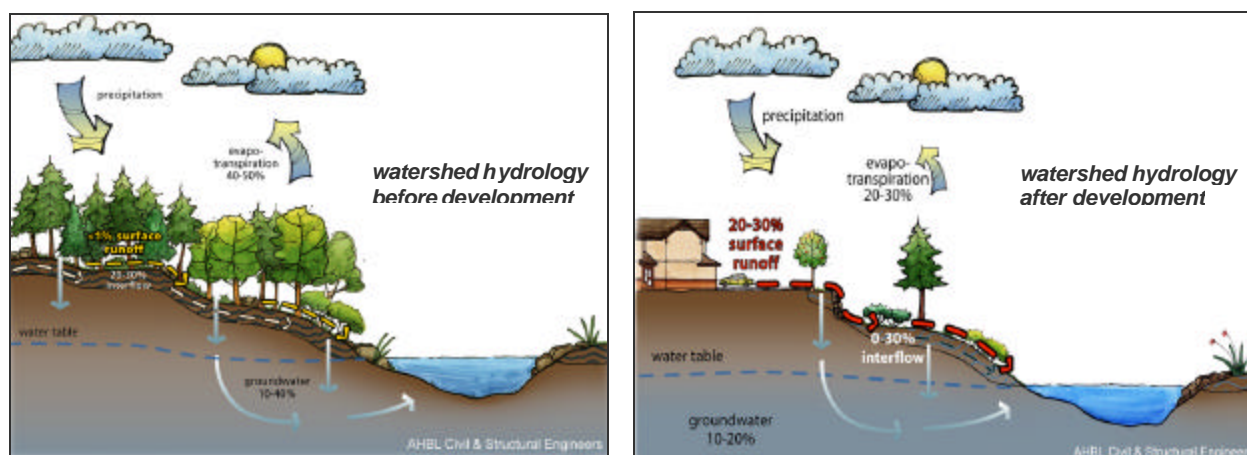 precipitation
evapo-
transpiration
40-50%
watershed hydrology
before development
<1% surface
runoff
20-30%
interflow
water table
groundwater
10-40%
AHBL Civil & Structural Engineers
precipitation
evapo-
transpiration
20-30%
watershed hydrology
after development
20-30%
surface
runoff
0-30%
interflow
water table
groundwater
10-20%
AHBL Civil & Structural Engineer